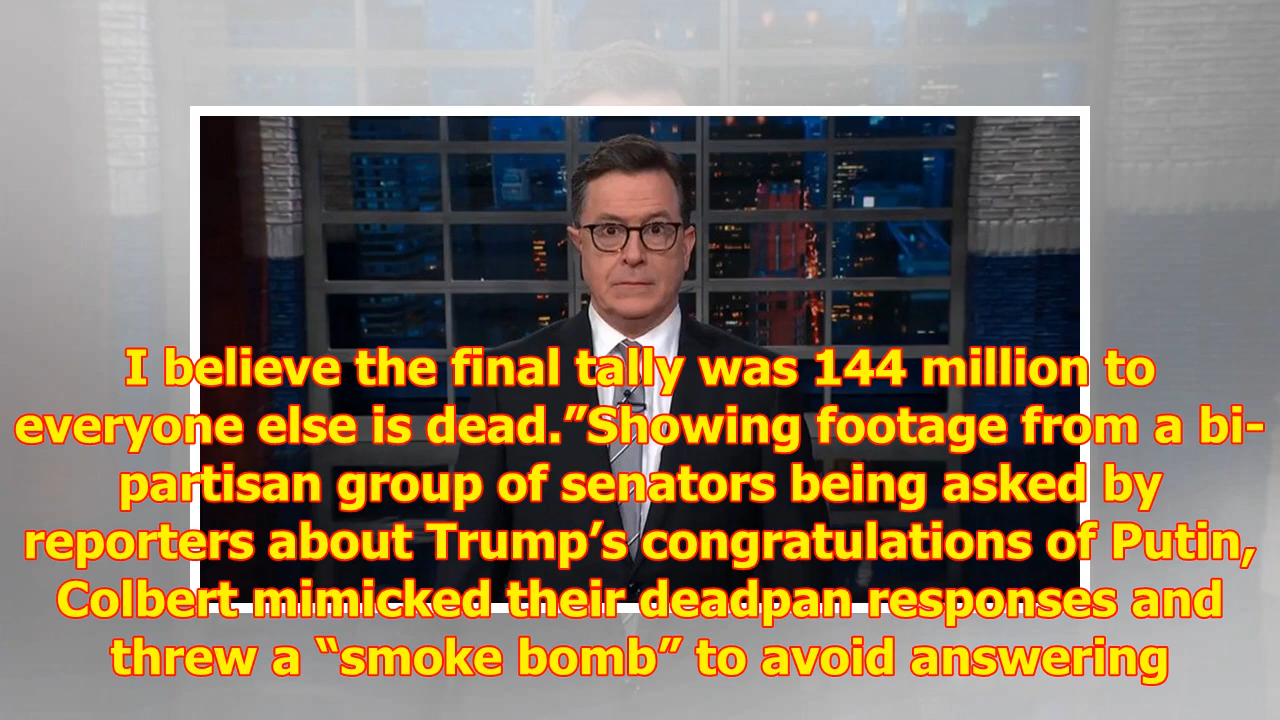 I believe the final tally was 144 million to
everyone else is dead.”Showing footage from a bi-
partisan group of senators being asked by
reporters about Trump’s congratulations of Putin,
Colbert mimicked their deadpan responses and
threw a “smoke bomb” to avoid answering